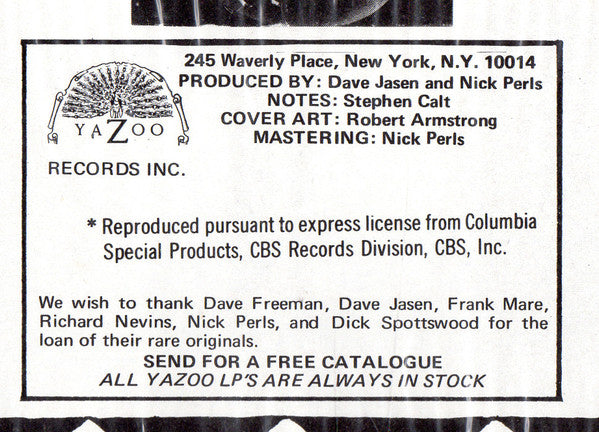 245 Waverly Place, New York, N.Y. 10014
PRODUCED BY: Dave Jasen and Nick Perls
NOTES: Stephen Calt
COVER ART: Robert Armstrong
MASTERING: Nick Perls
YAZOO
RECORDS INC.
* Reproduced pursuant to express license from Columbia
Special Products, CBS Records Division, CBS, Inc.
We wish to thank Dave Freeman, Dave Jasen, Frank Mare,
Richard Nevins, Nick Perls, and Dick Spottswood for the
loan of their rare originals.
SEND FOR A FREE CATALOGUE
ALL YAZOO LP'S ARE ALWAYS IN STOCK